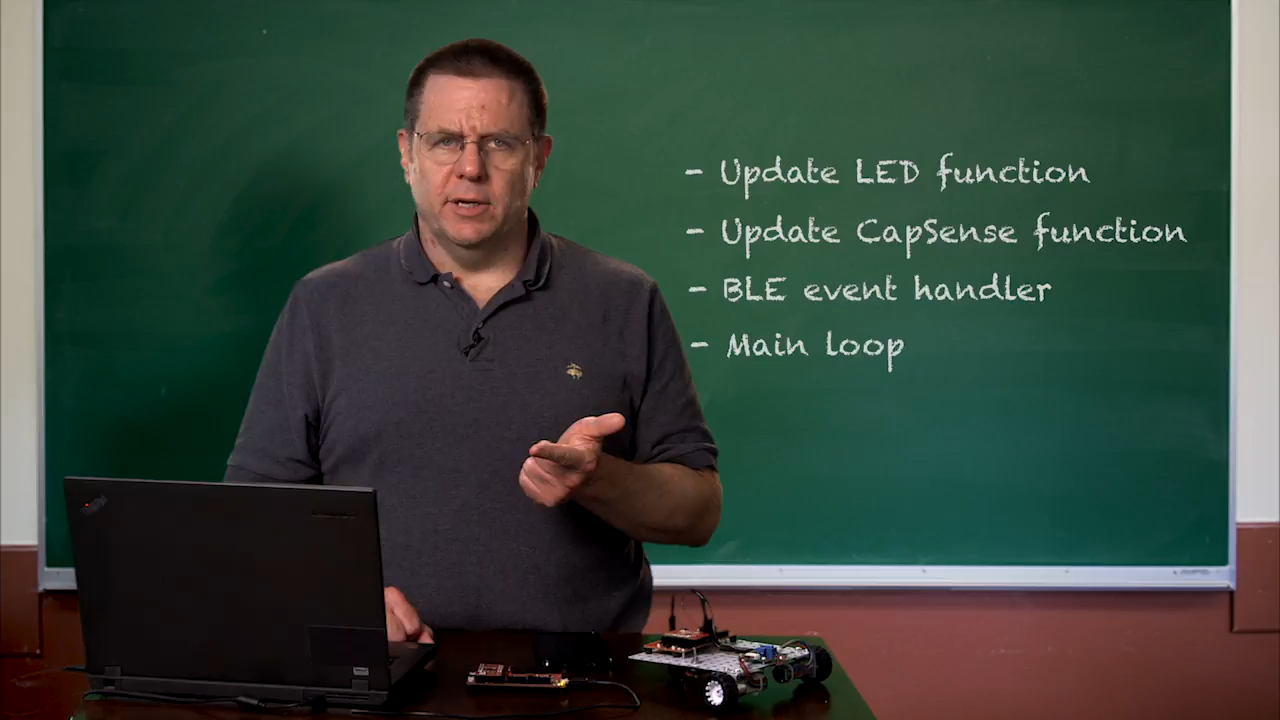 - Update LED function
- Update CapSense function
- BLE event handler
- Main loop